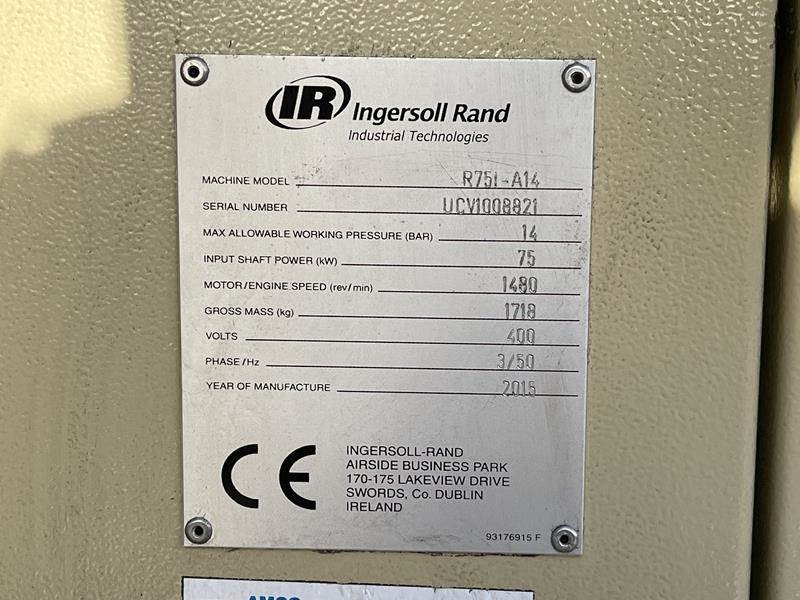 IR Ingersoll Rand
Industrial Technologies
MACHINE MODEL R75I-A14
SERIAL NUMBER UCV1008821
MAX ALLOWABLE WORKING PRESSURE (BAR) 14
INPUT SHAFT POWER (kW) 75
MOTOR/ENGINE SPEED (rev/min) 1480
GROSS MASS (kg) 1718
VOLTS 400
PHASE/Hz 3/50
YEAR OF MANUFACTURE 2015
CE
INGERSOLL-RAND
AIRSIDE BUSINESS PARK
170-175 LAKEVIEW DRIVE
SWORDS, Co. DUBLIN
IRELAND
93176915 F